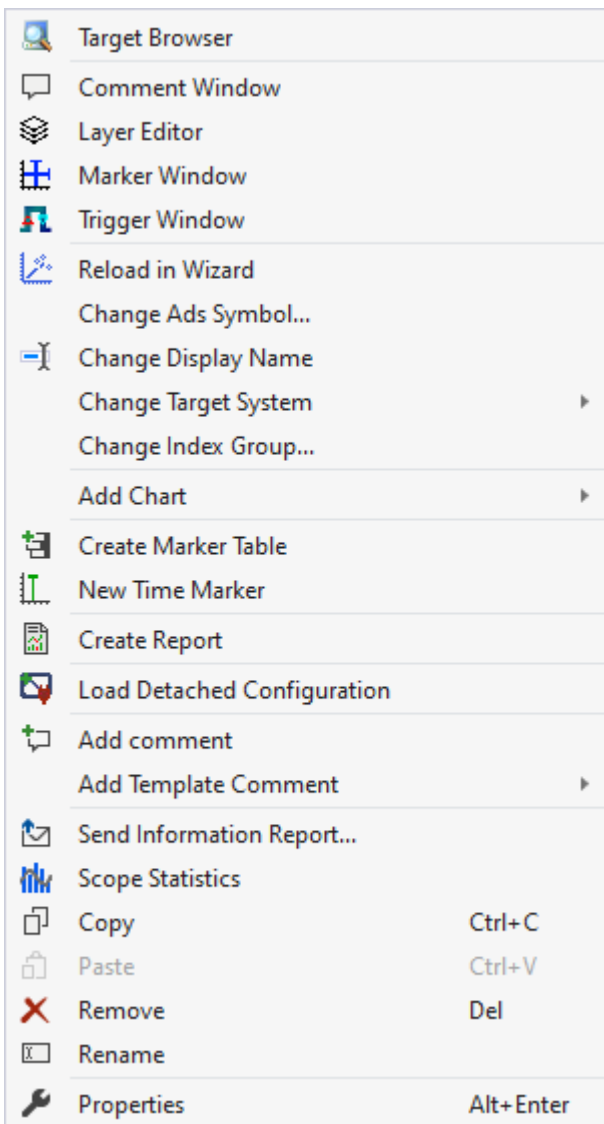 Target Browser
Comment Window
Layer Editor
Marker Window
Trigger Window
Reload in Wizard
Change Ads Symbol...
Change Display Name
Change Target System
Change Index Group...
Add Chart
Create Marker Table
New Time Marker
Create Report
Load Detached Configuration
Add comment
Add Template Comment
Send Information Report...
Scope Statistics
Copy Ctrl+C
Paste Ctrl+V
Remove Del
Rename
Properties Alt+Enter